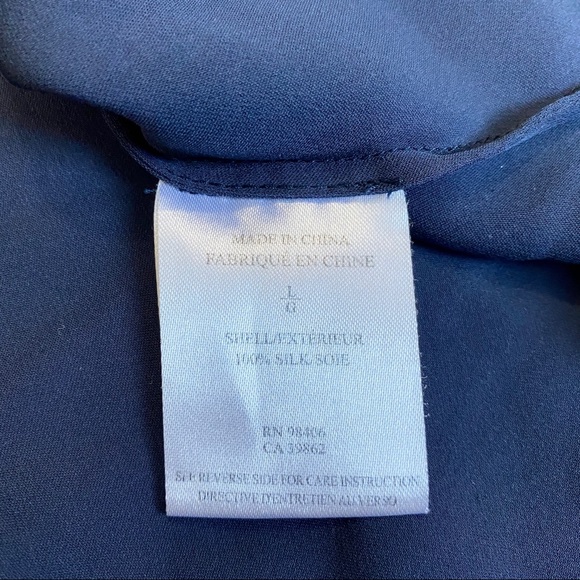 MADE IN CHINA
FABRIQUÉ EN CHINE
L
G
SHELL/EXTÉRIEUR
100% SILK/SOIE
RN 98406
CA 39862
SEE REVERSE SIDE FOR CARE INSTRUCTION
DIRECTIVE D'ENTRETIEN AU VERSO